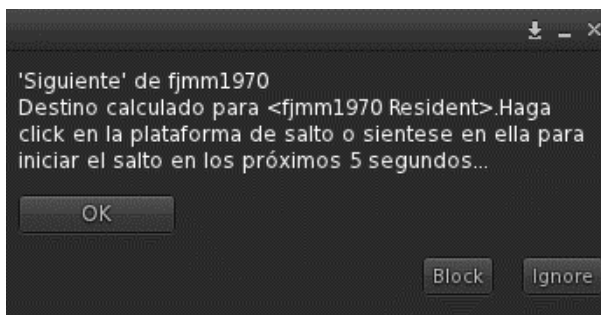 'Siguiente' de fjmm1970
Destino calculado para <fjmm1970 Resident>.Haga
click en la plataforma de salto o sientese en ella para
iniciar el salto en los próximos 5 segundos...
OK
Block
Ignore